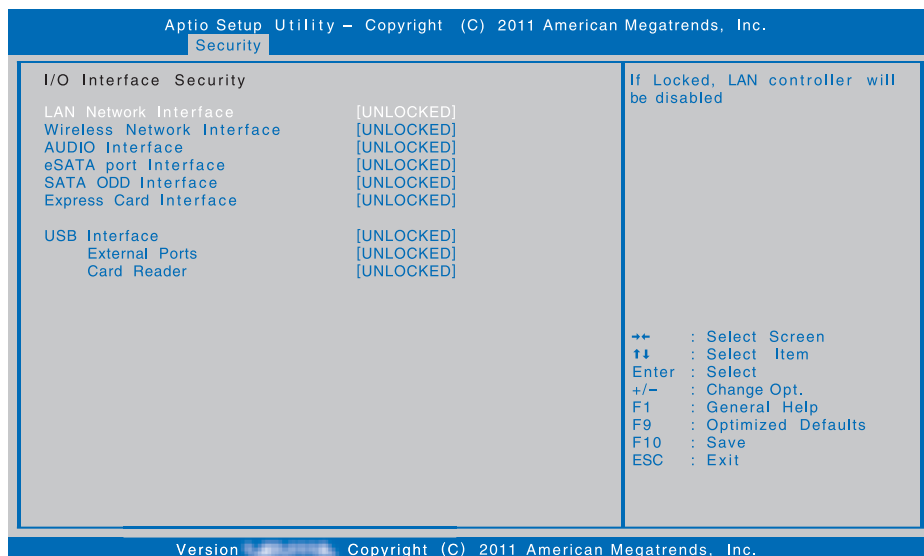 Aptio Setup Utility – Copyright (C) 2011 American Megatrends, Inc.
Security
I/O Interface Security
LAN Network Interface [UNLOCKED]
Wireless Network Interface [UNLOCKED]
AUDIO Interface [UNLOCKED]
eSATA port Interface [UNLOCKED]
SATA ODD Interface [UNLOCKED]
Express Card Interface [UNLOCKED]
USB Interface [UNLOCKED]
External Ports [UNLOCKED]
Card Reader [UNLOCKED]
If Locked, LAN controller will
be disabled
→← : Select Screen
↑↓ : Select Item
Enter : Select
+/– : Change Opt.
F1 : General Help
F9 : Optimized Defaults
F10 : Save
ESC : Exit
Version Copyright (C) 2011 American Megatrends, Inc.